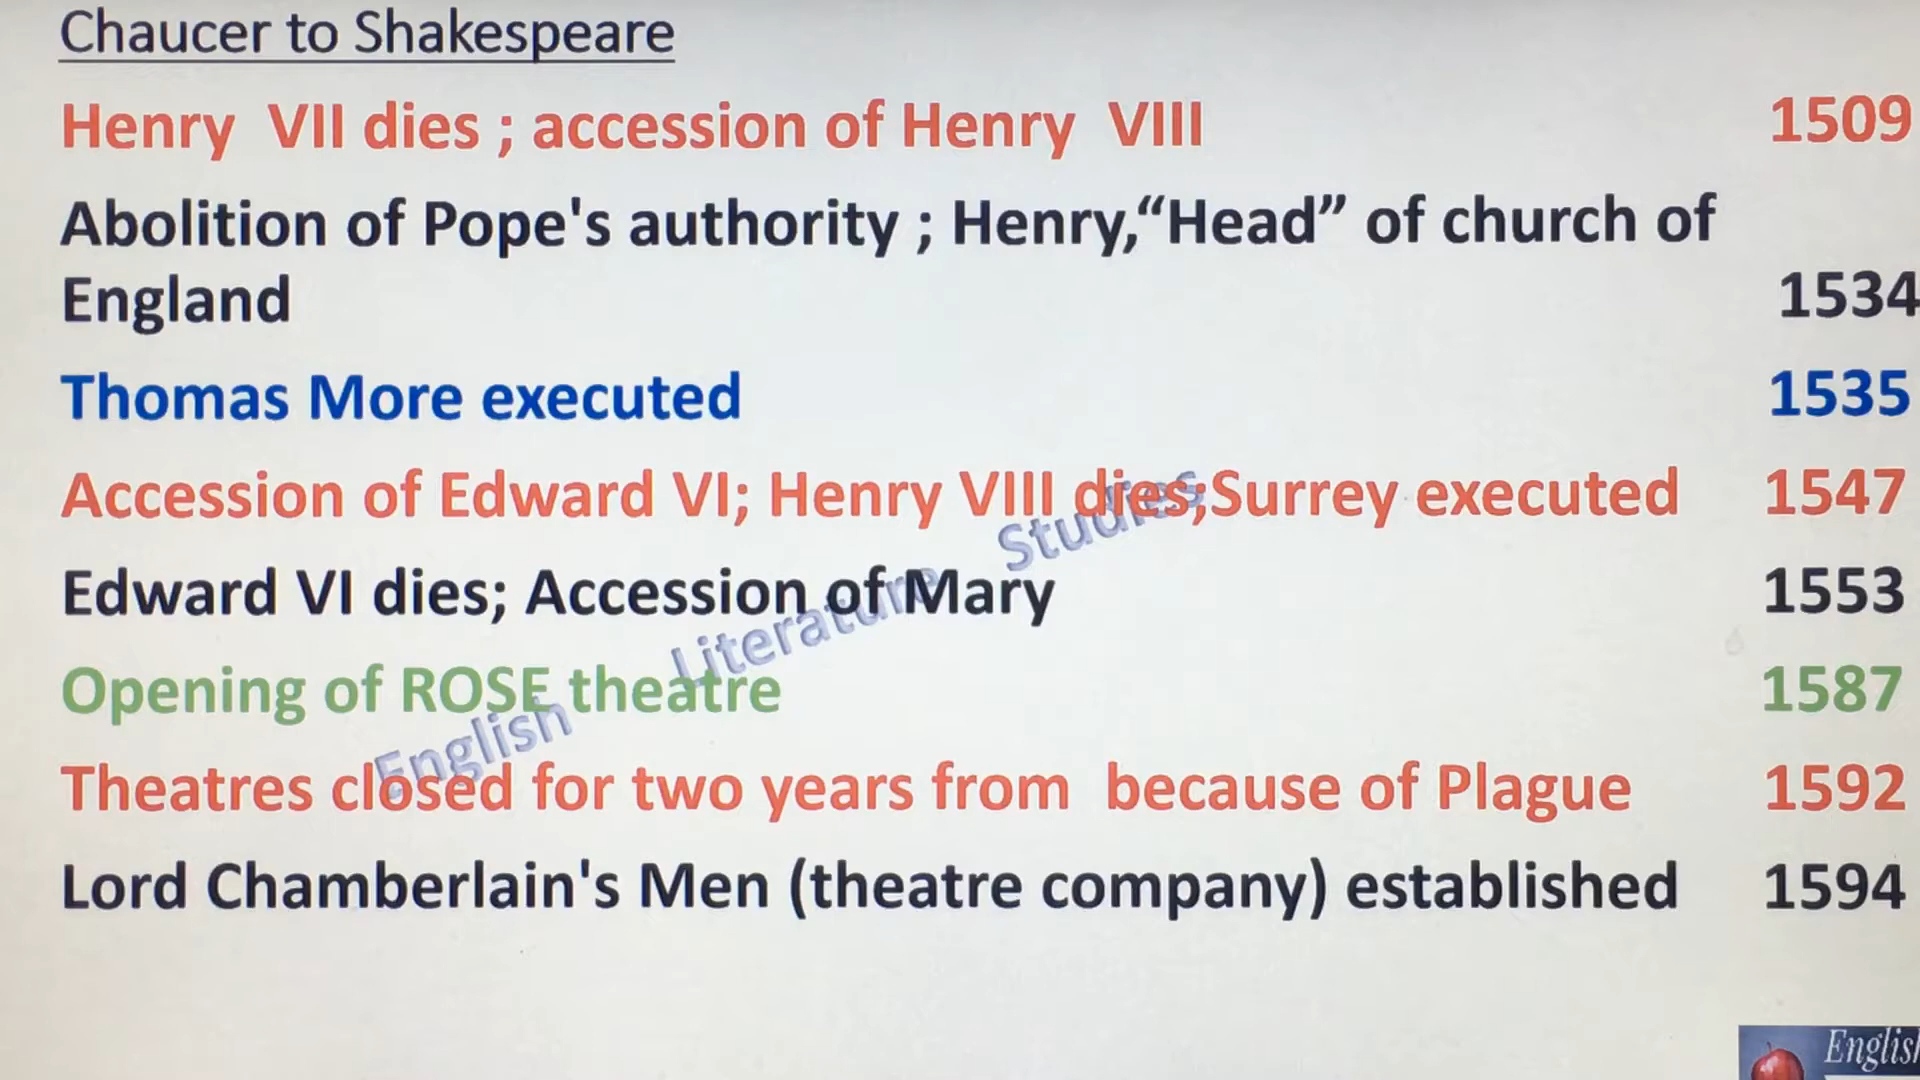 Chaucer to Shakespeare
Henry VII dies ; accession of Henry VIII 1509
Abolition of Pope's authority ; Henry,“Head” of church of
England 1534
Thomas More executed 1535
Accession of Edward VI; Henry VIII dies;Surrey executed 1547
Edward VI dies; Accession of Mary 1553
Opening of ROSE theatre 1587
Theatres closed for two years from because of Plague 1592
Lord Chamberlain's Men (theatre company) established 1594
English Literature Studies
English